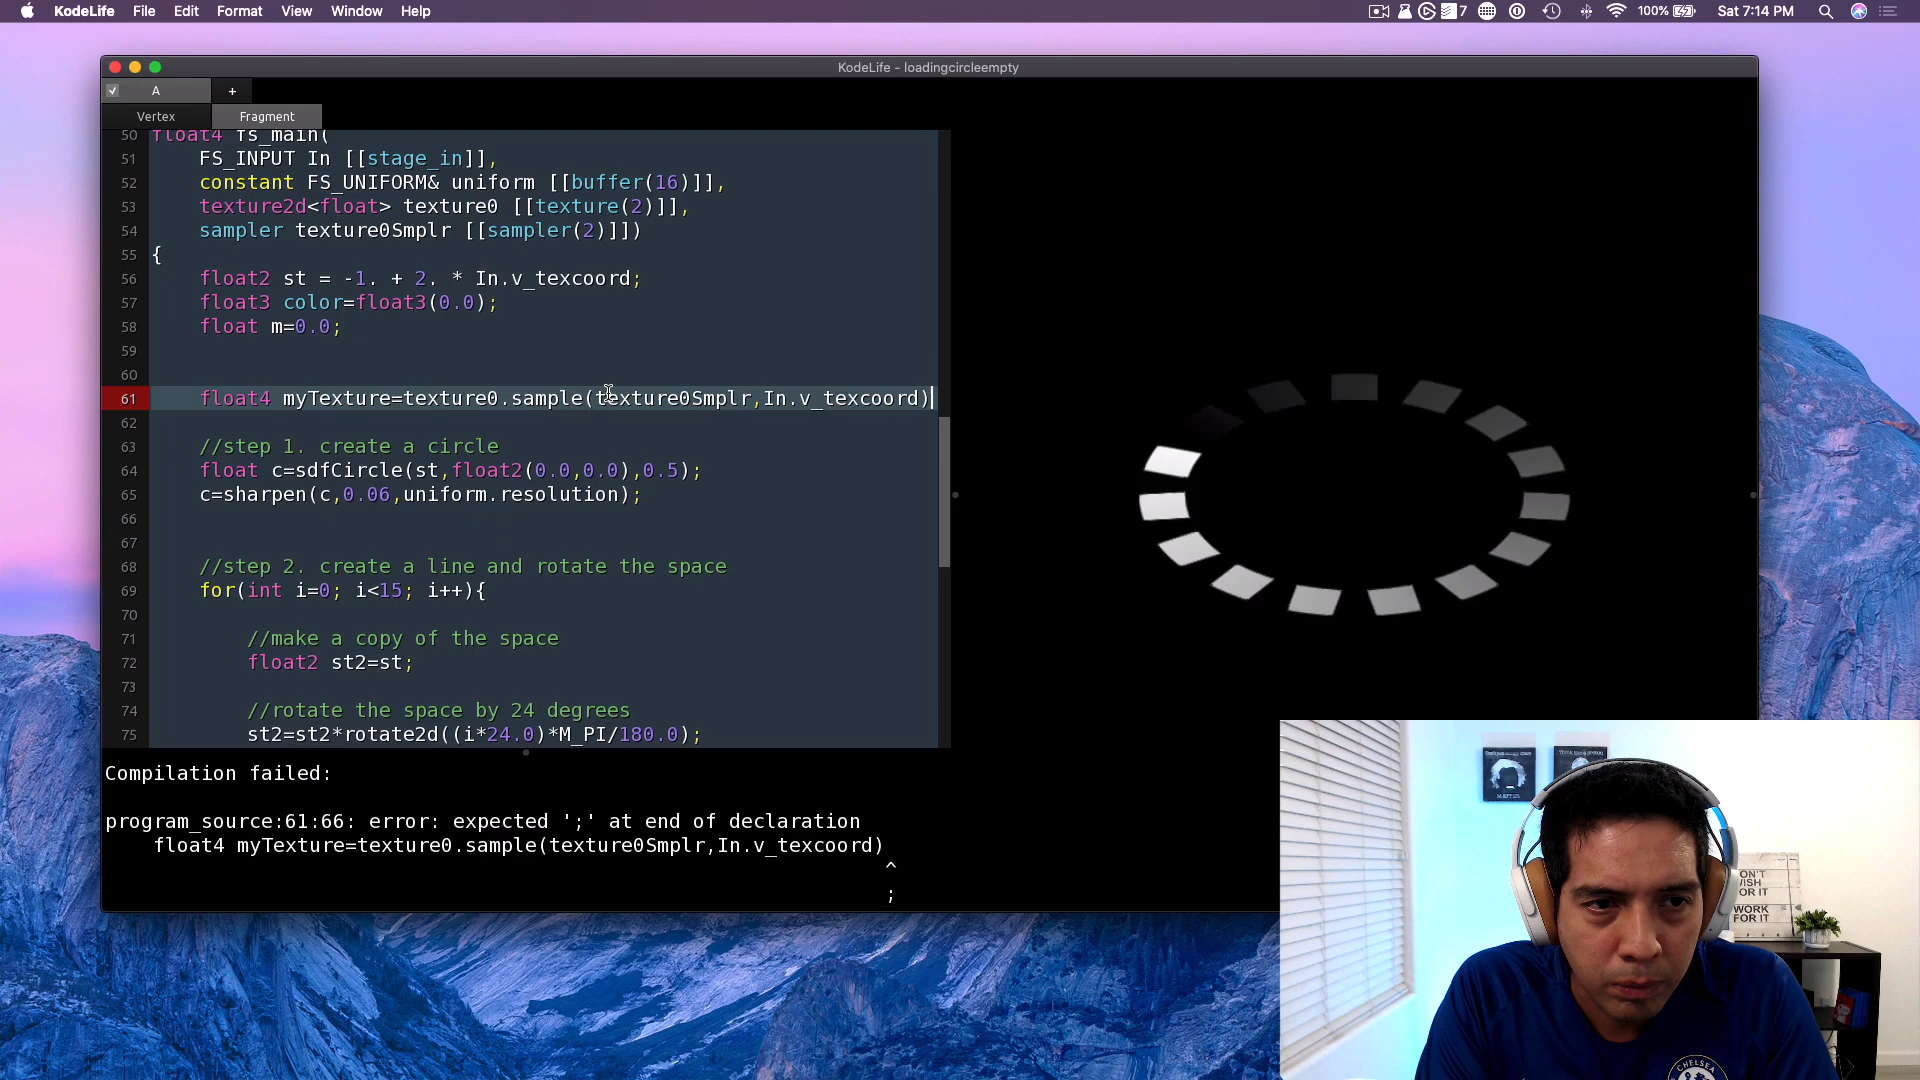 KodeLife File Edit Format View Window Help
7 100% Sat 7:14 PM
KodeLife - loadingcircleempty
A +
Vertex Fragment
50 float4 fs_main(
51 FS_INPUT In [[stage_in]],
52 constant FS_UNIFORM& uniform [[buffer(16)]],
53 texture2d<float> texture0 [[texture(2)]],
54 sampler texture0Smplr [[sampler(2)]])
55 {
56 float2 st = -1. + 2. * In.v_texcoord;
57 float3 color=float3(0.0);
58 float m=0.0;
59
60
61 float4 myTexture=texture0.sample(texture0Smplr,In.v_texcoord)
62
63 //step 1. create a circle
64 float c=sdfCircle(st,float2(0.0,0.0),0.5);
65 c=sharpen(c,0.06,uniform.resolution);
66
67
68 //step 2. create a line and rotate the space
69 for(int i=0; i<15; i++){
70
71 //make a copy of the space
72 float2 st2=st;
73
74 //rotate the space by 24 degrees
75 st2=st2*rotate2d((i*24.0)*M_PI/180.0);
Compilation failed:
program_source:61:66: error: expected ';' at end of declaration
float4 myTexture=texture0.sample(texture0Smplr,In.v_texcoord)
^
;
WORK
FOR IT
CHELSEA